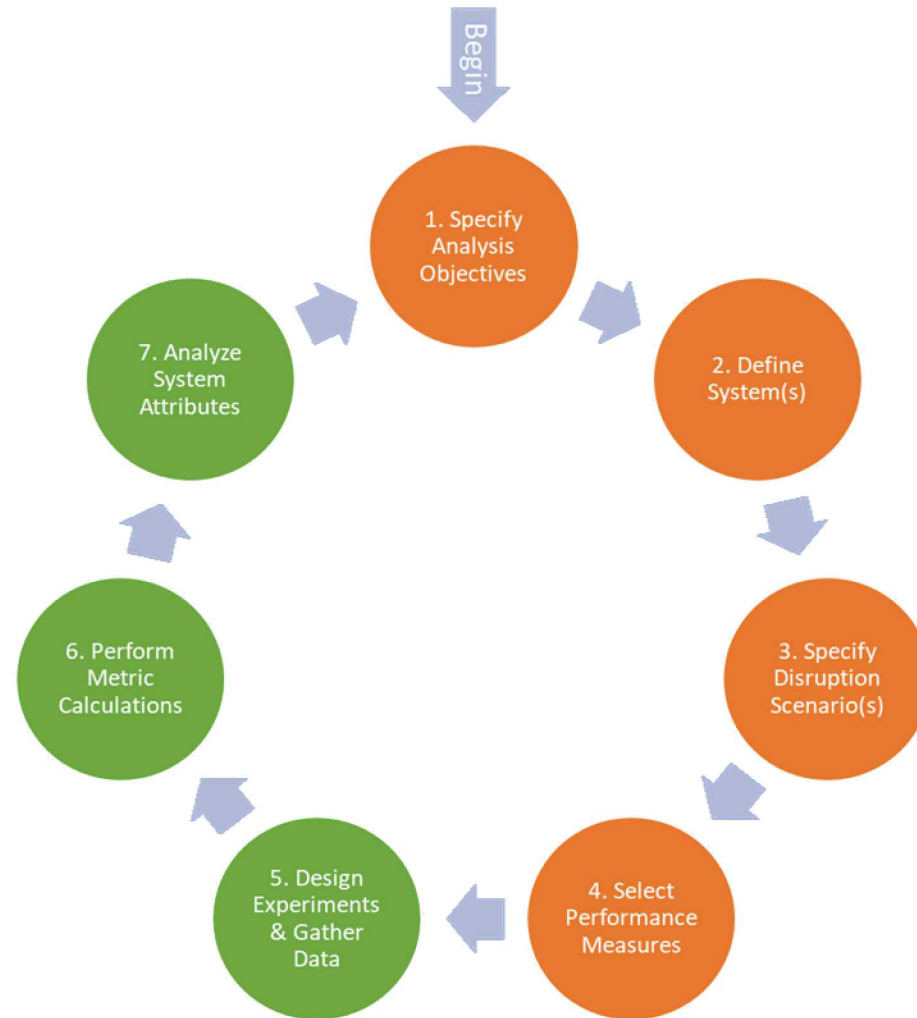 Begin
1. Specify
Analysis
Objectives
2. Define
System(s)
3. Specify
Disruption
Scenario(s)
4. Select
Performance
Measures
5. Design
Experiments
& Gather
Data
6. Perform
Metric
Calculations
7. Analyze
System
Attributes